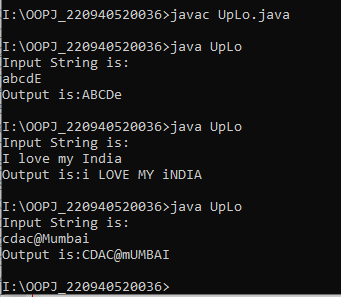 I:\OOPJ_220940520036>javac UpLo.java
I:\OOPJ_220940520036>java UpLo
Input String is:
abcdE
Output is:ABCDe
I:\OOPJ_220940520036>java UpLo
Input String is:
I love my India
Output is:i LOVE MY iNDIA
I:\OOPJ_220940520036>java UpLo
Input String is:
cdac@Mumbai
Output is:CDAC@mUMBAI
I:\OOPJ_220940520036>